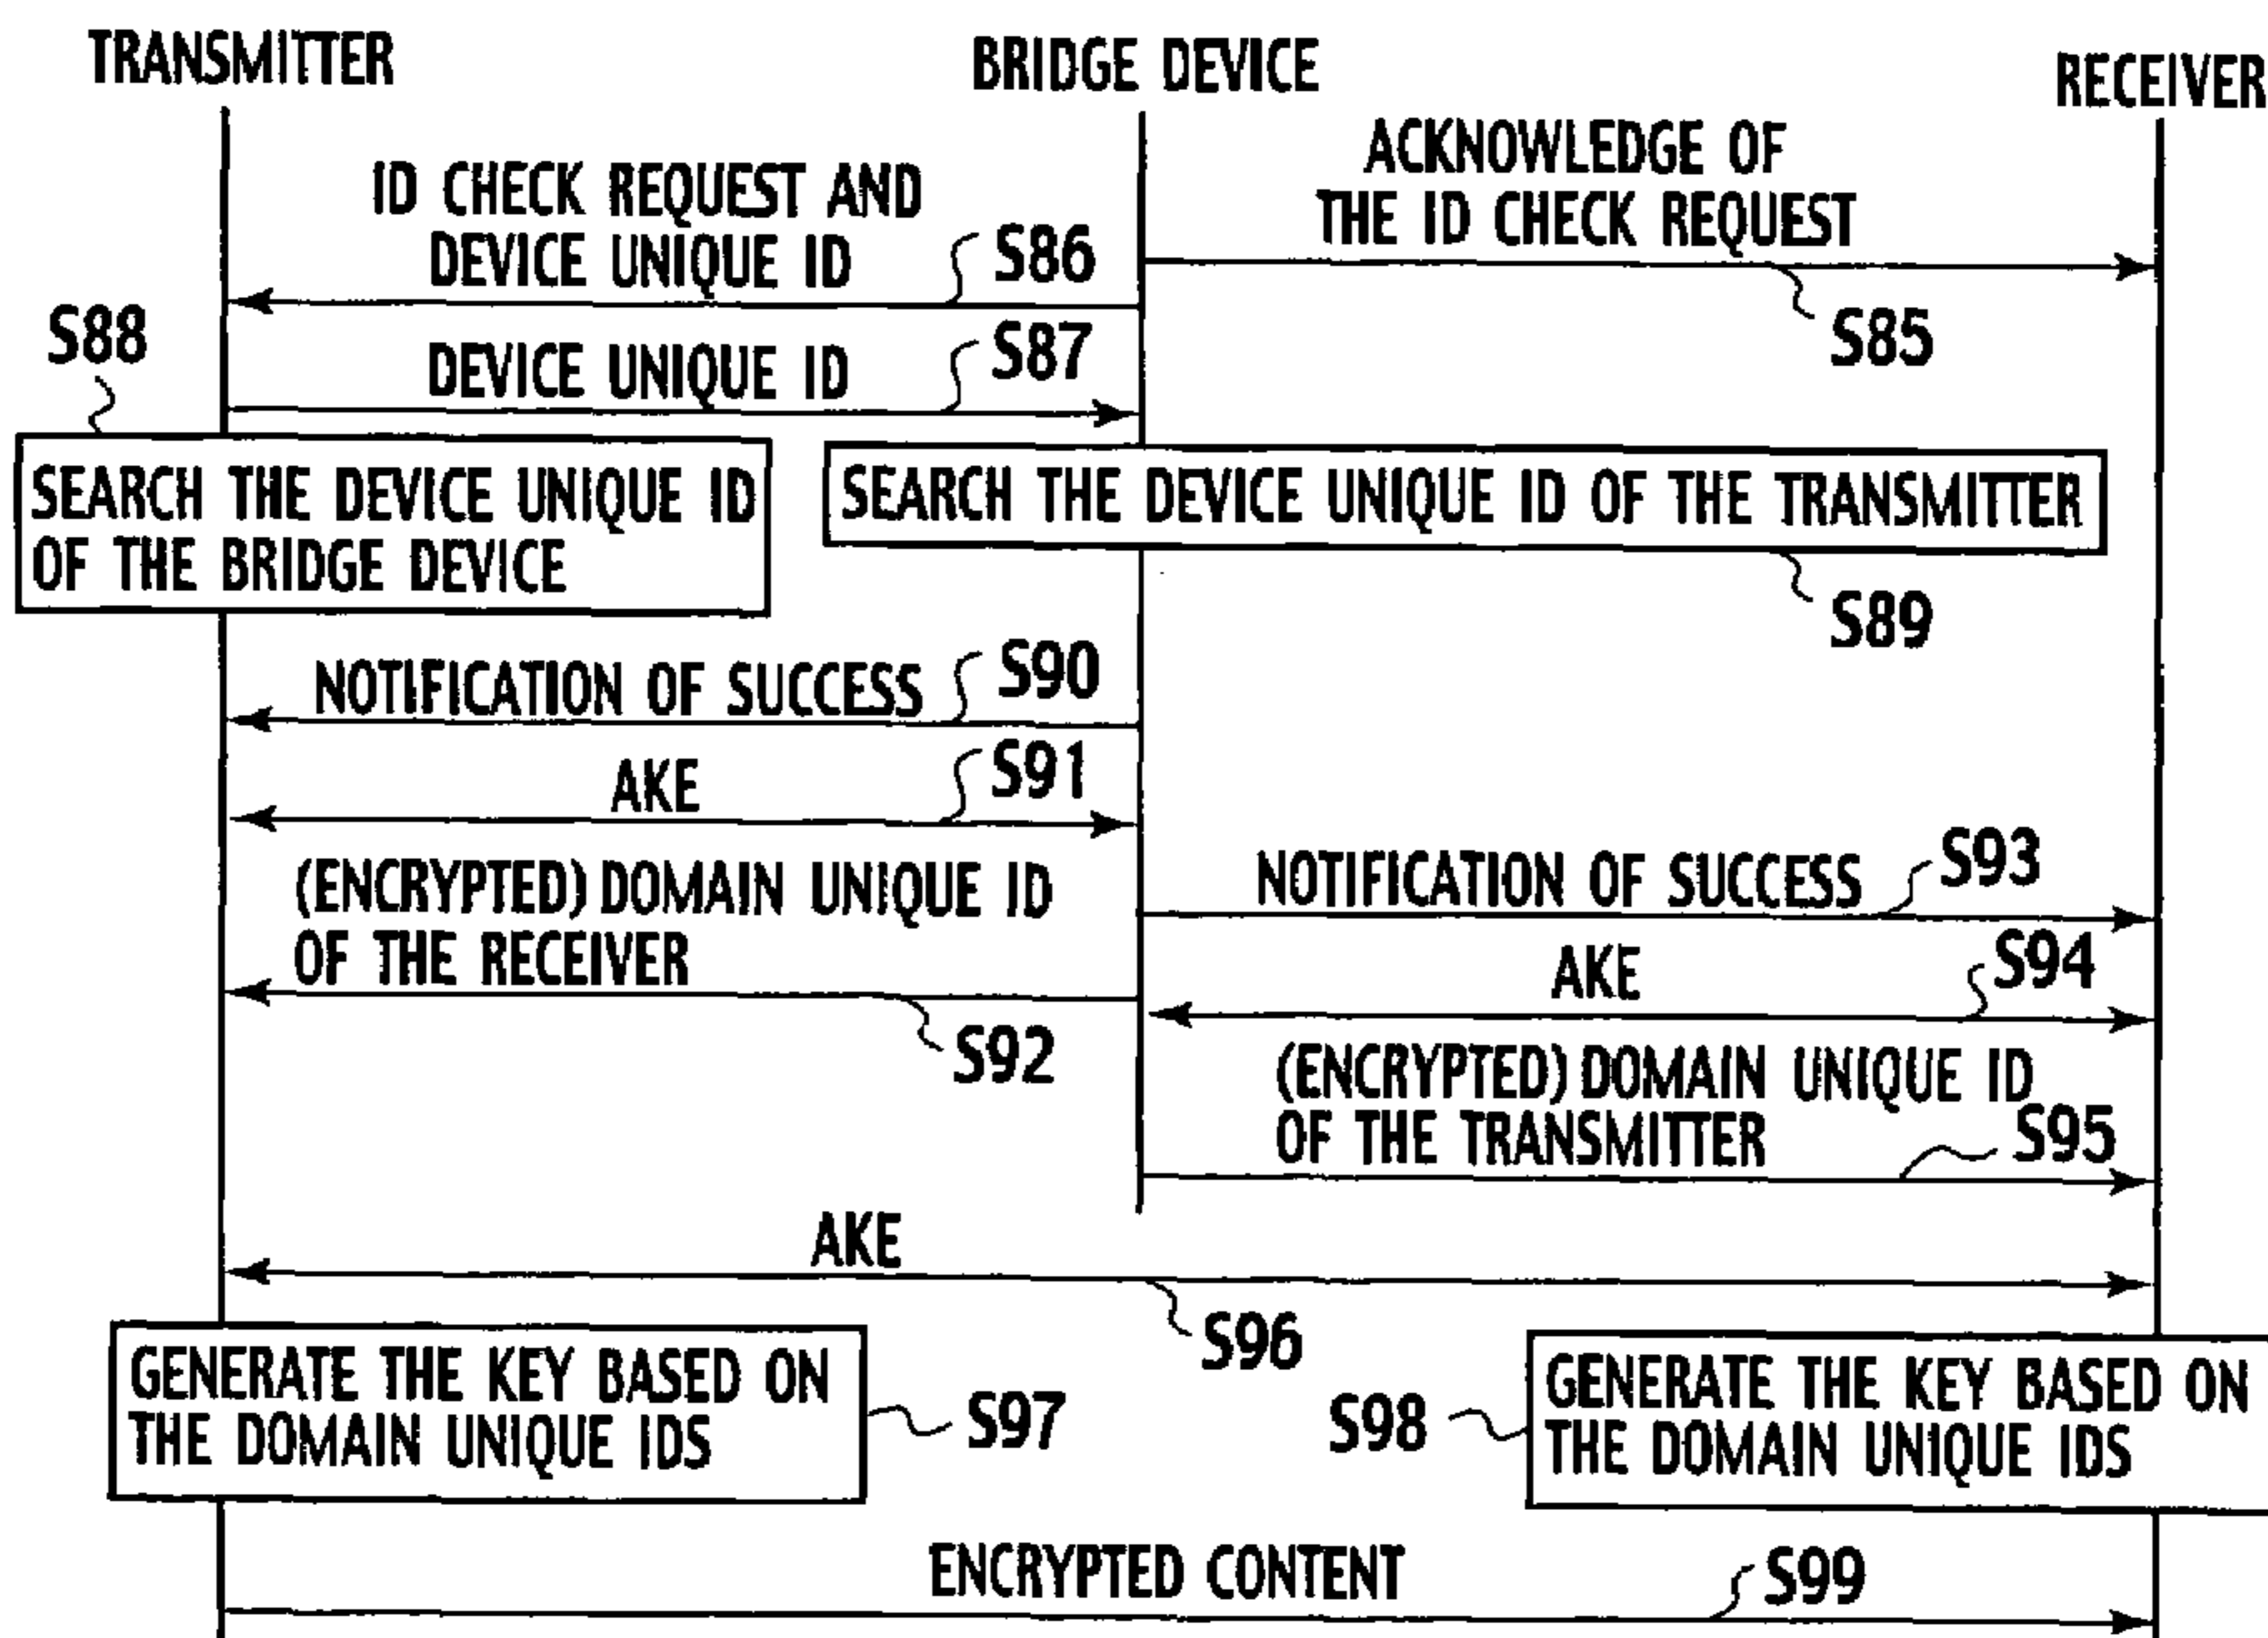 TRANSMITTER
BRIDGE DEVICE
RECEIVER
ACKNOWLEDGE OF
THE ID CHECK REQUEST
S85
ID CHECK REQUEST AND
DEVICE UNIQUE ID
S86
DEVICE UNIQUE ID
S87
S88
SEARCH THE DEVICE UNIQUE ID
OF THE BRIDGE DEVICE
SEARCH THE DEVICE UNIQUE ID OF THE TRANSMITTER
S89
NOTIFICATION OF SUCCESS
S90
AKE
S91
(ENCRYPTED) DOMAIN UNIQUE ID
OF THE RECEIVER
S92
NOTIFICATION OF SUCCESS
S93
AKE
S94
(ENCRYPTED) DOMAIN UNIQUE ID
OF THE TRANSMITTER
S95
AKE
S96
GENERATE THE KEY BASED ON
THE DOMAIN UNIQUE IDS
S97
S98
GENERATE THE KEY BASED ON
THE DOMAIN UNIQUE IDS
ENCRYPTED CONTENT
S99